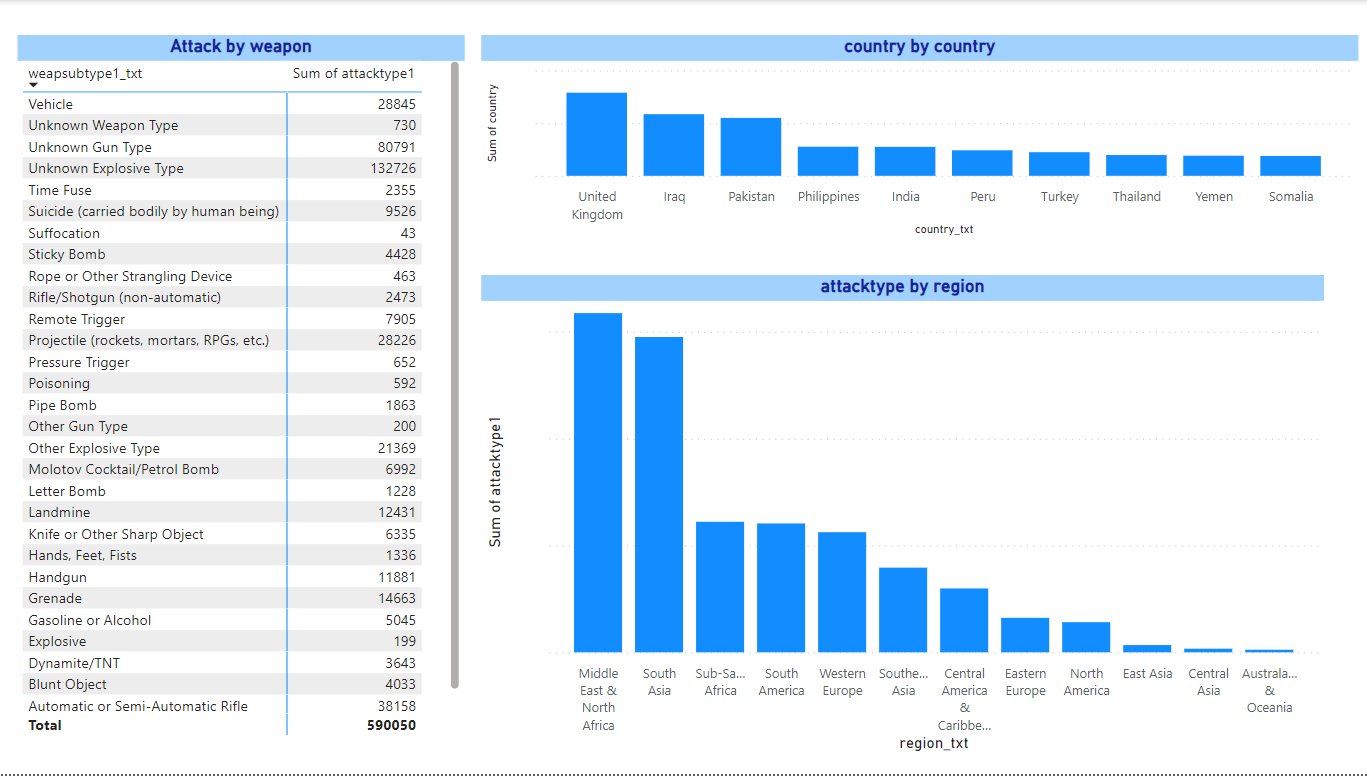 Attack by weapon
weapsubtype1_txt Sum of attacktype1
Vehicle 28845
Unknown Weapon Type 730
Unknown Gun Type 80791
Unknown Explosive Type 132726
Time Fuse 2355
Suicide (carried bodily by human being) 9526
Suffocation 43
Sticky Bomb 4428
Rope or Other Strangling Device 463
Rifle/Shotgun (non-automatic) 2473
Remote Trigger 7905
Projectile (rockets, mortars, RPGs, etc.) 28226
Pressure Trigger 652
Poisoning 592
Pipe Bomb 1863
Other Gun Type 200
Other Explosive Type 21369
Molotov Cocktail/Petrol Bomb 6992
Letter Bomb 1228
Landmine 12431
Knife or Other Sharp Object 6335
Hands, Feet, Fists 1336
Handgun 11881
Grenade 14663
Gasoline or Alcohol 5045
Explosive 199
Dynamite/TNT 3643
Blunt Object 4033
Automatic or Semi-Automatic Rifle 38158
Total 590050
country by country
Sum of country
United Iraq Pakistan Philippines India Peru Turkey Thailand Yemen Somalia
Kingdom
country_txt
attacktype by region
Sum of attacktype1
Middle South Sub-Sa... South Western Southe... Central Eastern North East Asia Central Australa...
East & Asia Africa America Europe Asia America Europe America Asia &
North & Oceania
Africa Caribbe...
region_txt